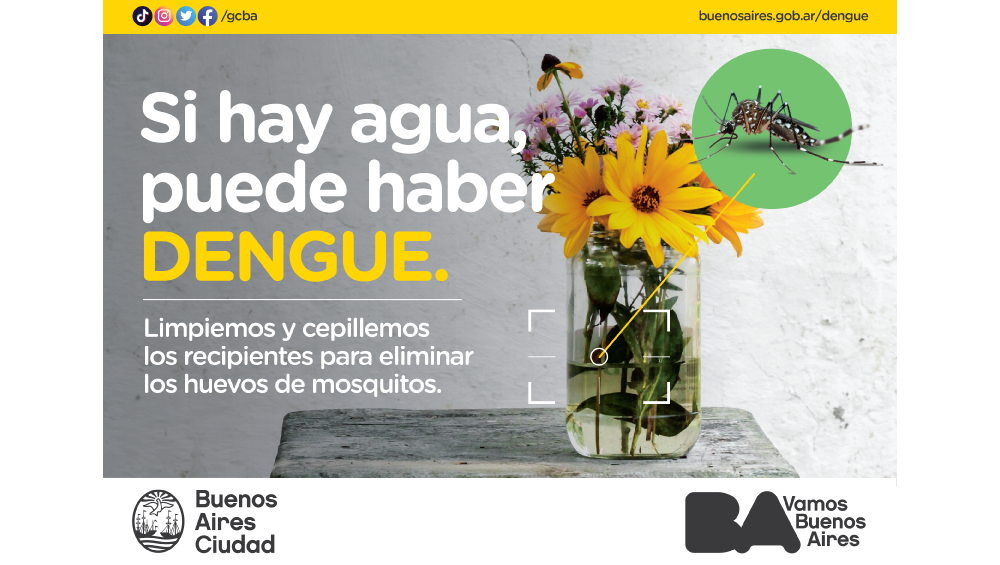 /gcba
buenosaires.gob.ar/dengue
Si hay agua,
puede haber
DENGUE.
Limpiemos y cepillemos
los recipientes para eliminar
los huevos de mosquitos.
Buenos
Aires
Ciudad
BA
Vamos
Buenos
Aires